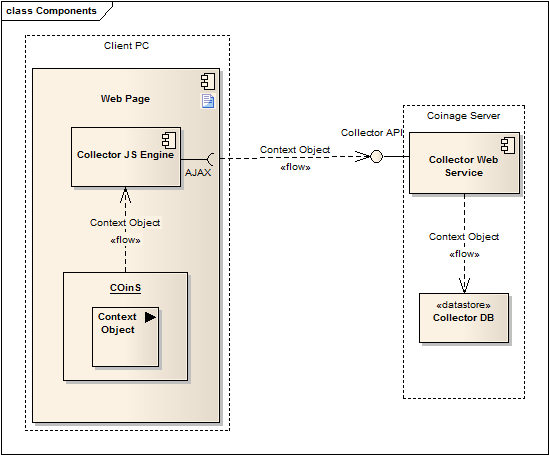 class Components
Client PC
Web Page
Collector JS Engine
AJAX
Context Object
«flow»
COinS
Context
Object
Context Object
«flow»
Collector API
Coinage Server
Collector Web
Service
Context Object
«flow»
«datastore»
Collector DB